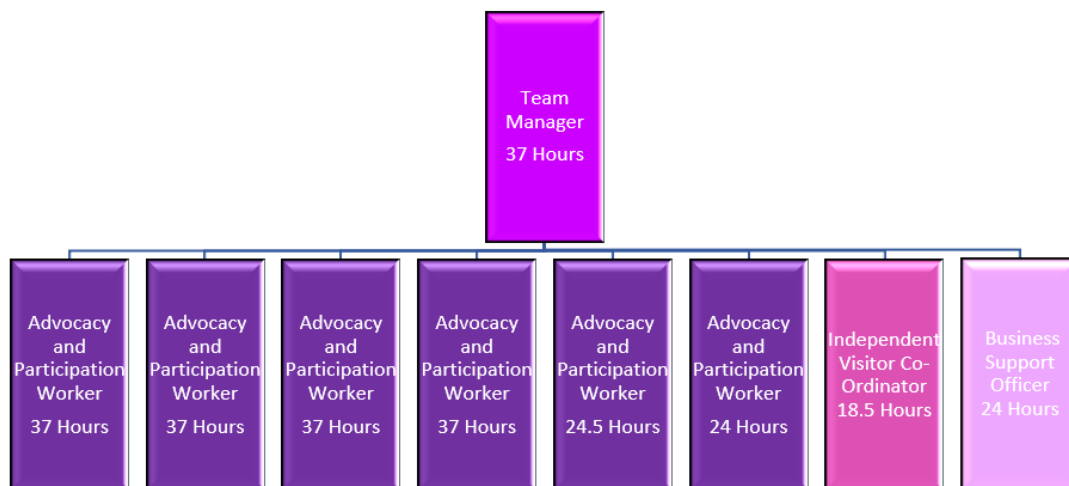 Team
Manager
37 Hours
Advocacy
and
Participation
Worker
37 Hours
Advocacy
and
Participation
Worker
37 Hours
Advocacy
and
Participation
Worker
37 Hours
Advocacy
and
Participation
Worker
37 Hours
Advocacy
and
Participation
Worker
24.5 Hours
Advocacy
and
Participation
Worker
24 Hours
Independent
Visitor Co-
Ordinator
18.5 Hours
Business
Support
Officer
24 Hours